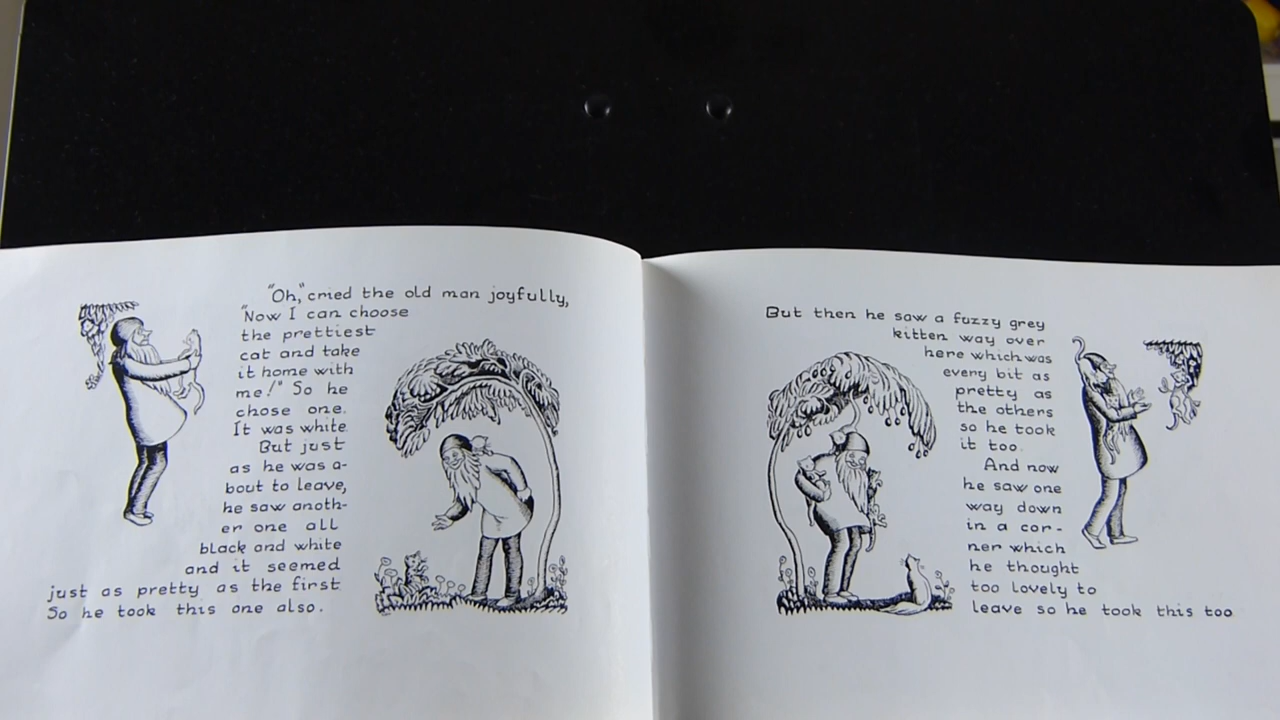 "Oh," cried the old man joyfully,
"Now I can choose
the prettiest
cat and take
it home with
me!" So he
chose one.
It was white.
But just
as he was a-
bout to leave,
he saw anoth-
er one all
black and white
and it seemed
just as pretty as the first.
So he took this one also.
But then he saw a fuzzy grey
kitten way over
here which was
every bit as
pretty as
the others
so he took
it too.
And now
he saw one
way down
in a cor-
ner which
he thought
too lovely to
leave so he took this too